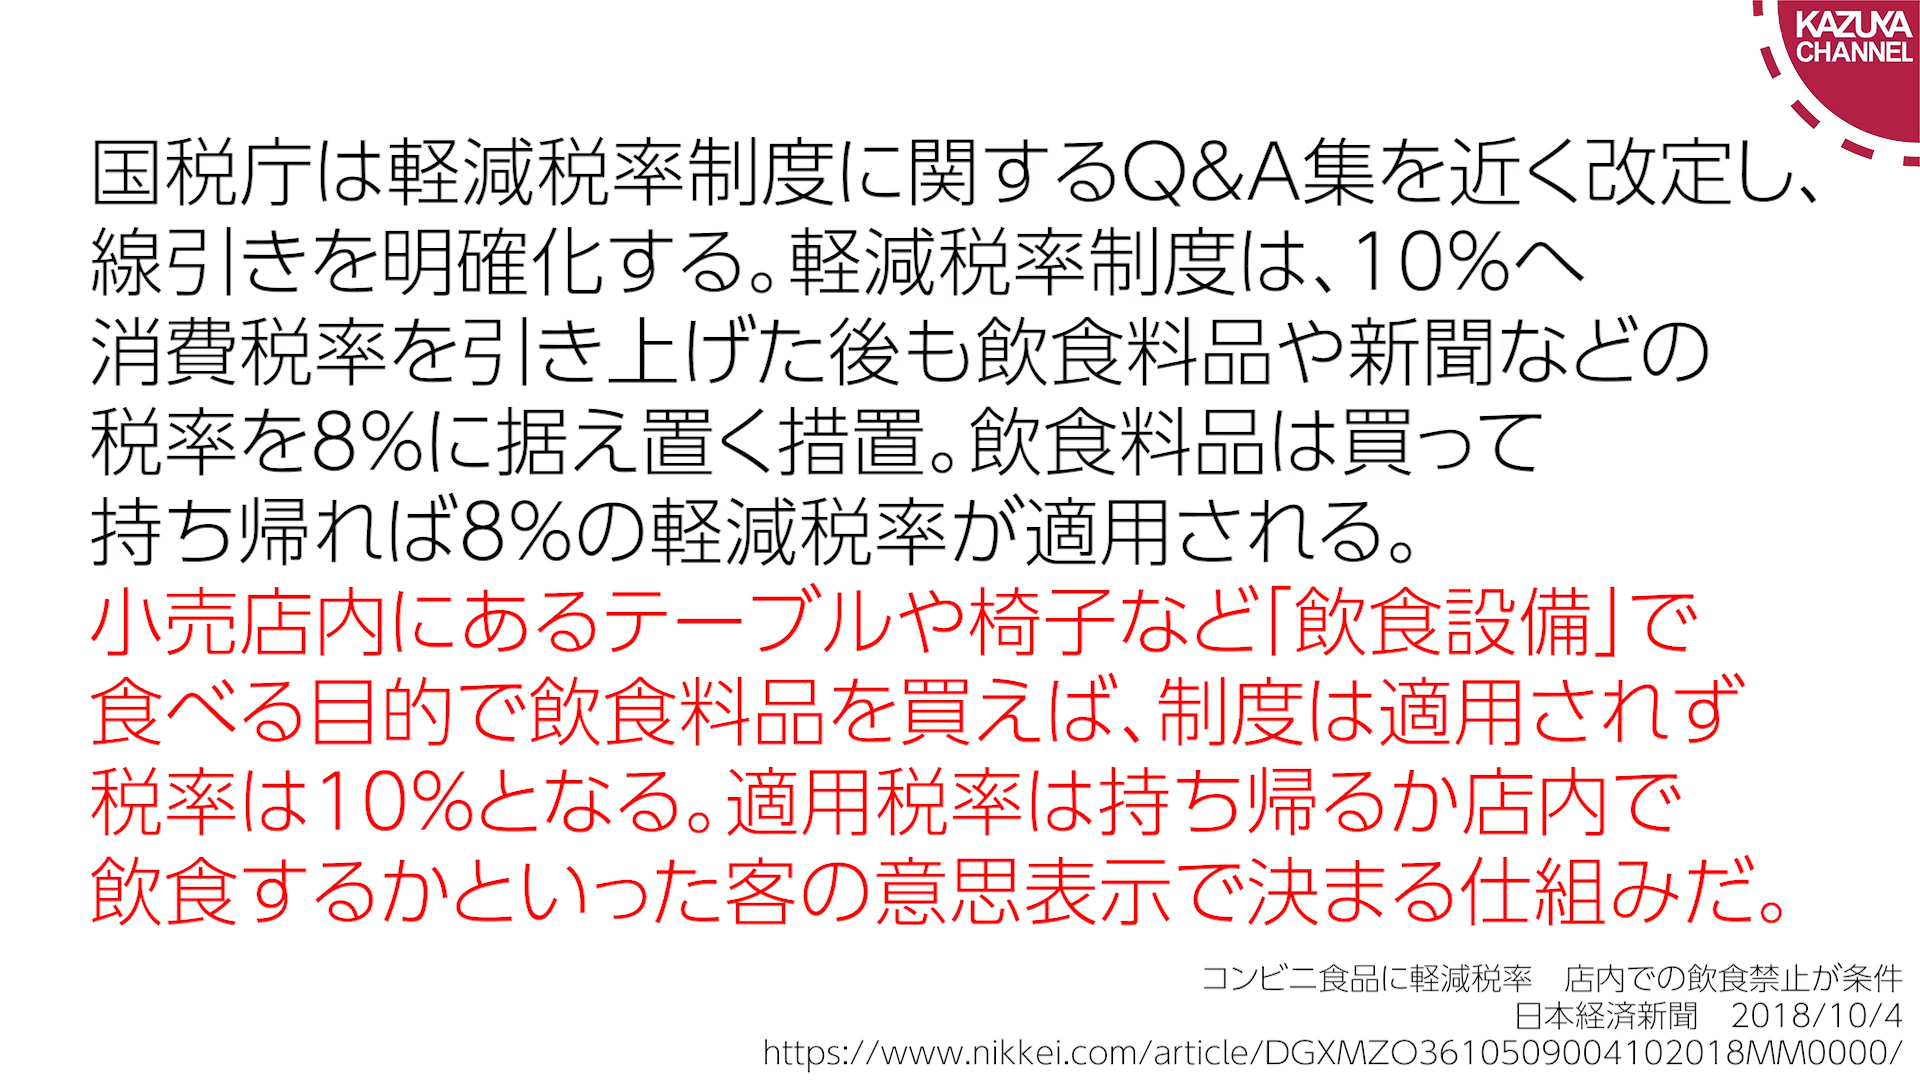 KAZUYA
CHANNEL
国税庁は軽減税率制度に関するQ&A集を近く改定し、
線引きを明確化する。軽減税率制度は、10%へ
消費税率を引き上げた後も飲食料品や新聞などの
税率を8%に据え置く措置。飲食料品は買って
持ち帰れば8%の軽減税率が適用される。
小売店内にあるテーブルや椅子など「飲食設備」で
食べる目的で飲食料品を買えば、制度は適用されず
税率は10%となる。適用税率は持ち帰るか店内で
飲食するかといった客の意思表示で決まる仕組みだ。
コンビニ食品に軽減税率　店内での飲食禁止が条件
日本経済新聞　2018/10/4
https://www.nikkei.com/article/DGXMZO36105090041020​18MM0000/